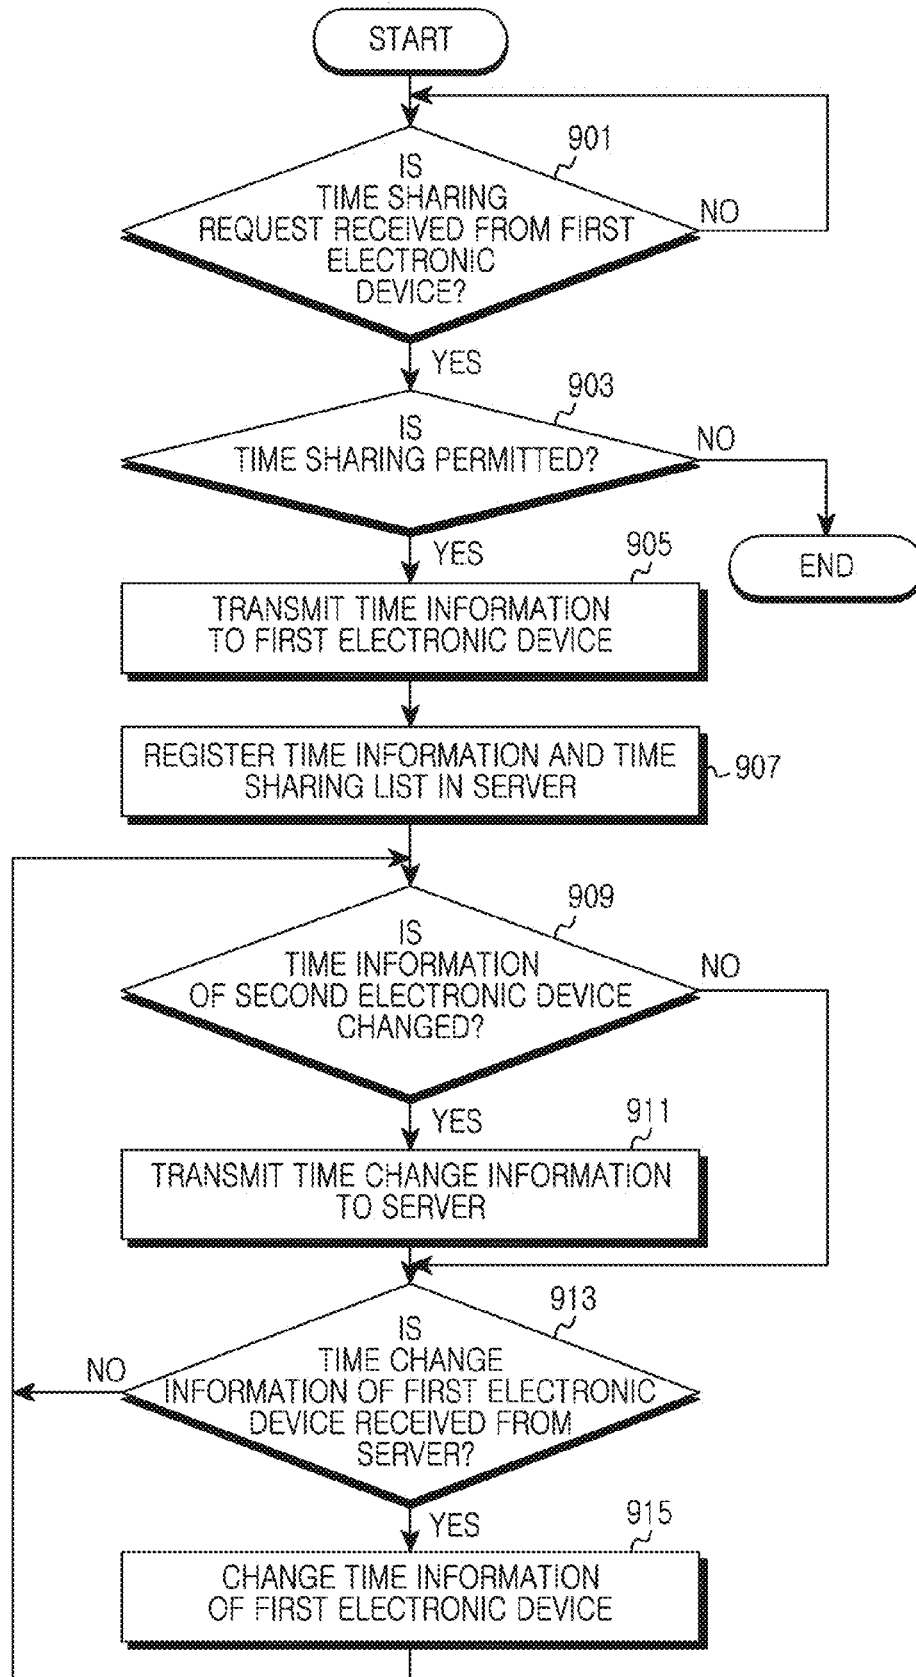 START
901
IS
TIME SHARING
REQUEST RECEIVED FROM FIRST
ELECTRONIC
DEVICE?
NO
YES
903
IS
TIME SHARING PERMITTED?
NO
YES
END
905
TRANSMIT TIME INFORMATION
TO FIRST ELECTRONIC DEVICE
REGISTER TIME INFORMATION AND TIME
SHARING LIST IN SERVER
907
909
IS
TIME INFORMATION
OF SECOND ELECTRONIC DEVICE
CHANGED?
NO
YES
911
TRANSMIT TIME CHANGE INFORMATION
TO SERVER
913
IS
TIME CHANGE
INFORMATION OF FIRST ELECTRONIC
DEVICE RECEIVED FROM
SERVER?
NO
YES
915
CHANGE TIME INFORMATION
OF FIRST ELECTRONIC DEVICE